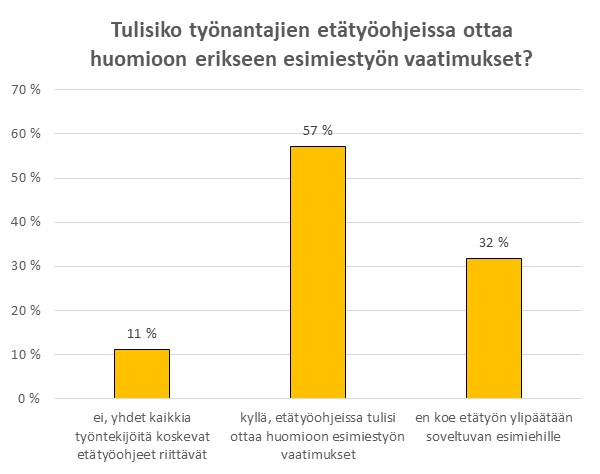 Tulisiko työnantajien etätyöohjeissa ottaa
huomioon erikseen esimiestyön vaatimukset?
70 %
60 %
50 %
40 %
30 %
20 %
10 %
0 %
11 %
57 %
32 %
ei, yhdet kaikkia
työntekijöitä koskevat
etätyöohjeet riittävät
kyllä, etätyöohjeissa tulisi
ottaa huomioon esimiestyön
vaatimukset
en koe etätyön ylipäätään
soveltuvan esimiehille